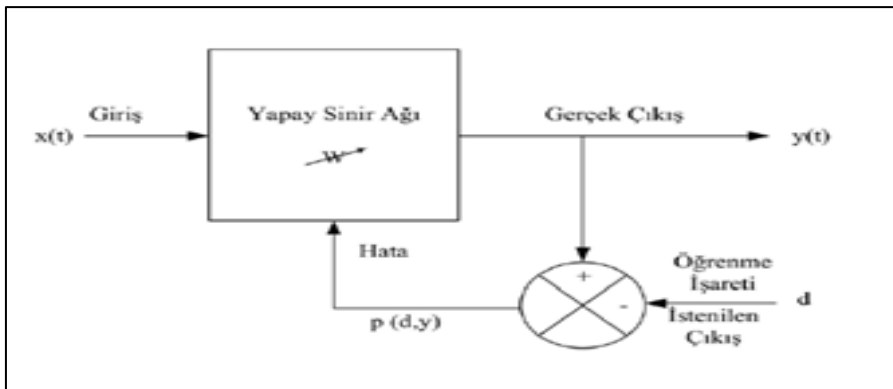 Giriş
x(t)
Yapay Sinir Ağı
W
Gerçek Çıkış
y(t)
Hata
p (d,y)
+
-
Öğrenme
İşareti
d
İstenilen
Çıkış